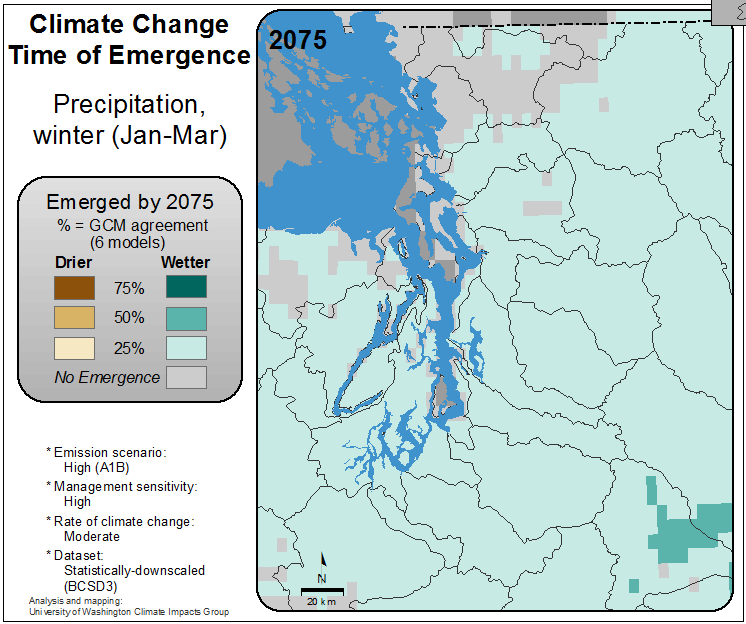 Climate Change
Time of Emergence
Precipitation,
winter (Jan-Mar)
Emerged by 2075
% = GCM agreement
(6 models)
Drier Wetter
75%
50%
25%
No Emergence
* Emission scenario:
High (A1B)
* Management sensitivity:
High
* Rate of climate change:
Moderate
* Dataset:
Statistically-downscaled
(BCSD3)
Analysis and mapping:
University of Washington Climate Impacts Group
2075
N
20 km